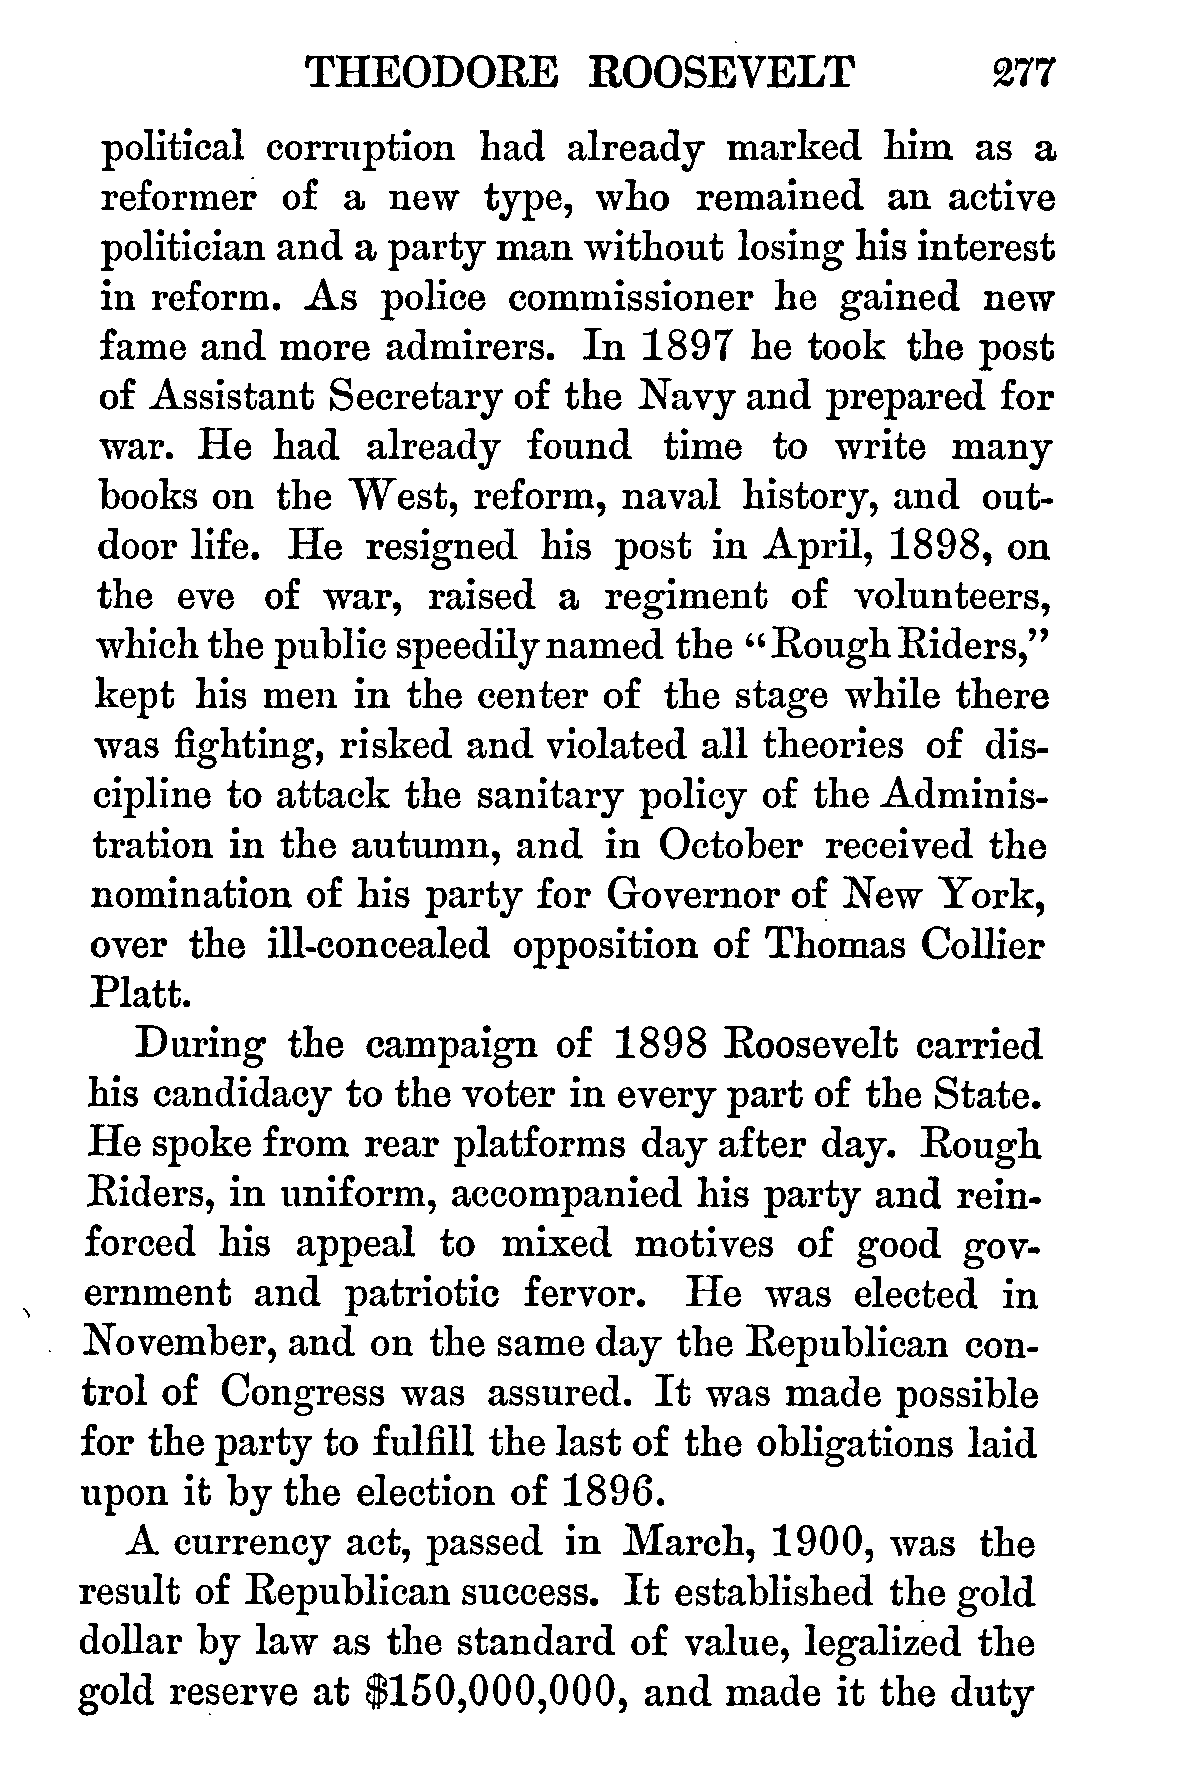 THEODORE ROOSEVELT 277
political corruption had already marked him as a
reformer of a new type, who remained an active
politician and a party man without losing his interest
in reform. As police commissioner he gained new
fame and more admirers. In 1897 he took the post
of Assistant Secretary of the Navy and prepared for
war. He had already found time to write many
books on the West, reform, naval history, and out-
door life. He resigned his post in April, 1898, on
the eve of war, raised a regiment of volunteers,
which the public speedily named the "Rough Riders,"
kept his men in the center of the stage while there
was fighting, risked and violated all theories of dis-
cipline to attack the sanitary policy of the Adminis-
tration in the autumn, and in October received the
nomination of his party for Governor of New York,
over the ill-concealed opposition of Thomas Collier
Platt.
During the campaign of 1898 Roosevelt carried
his candidacy to the voter in every part of the State.
He spoke from rear platforms day after day. Rough
Riders, in uniform, accompanied his party and rein-
forced his appeal to mixed motives of good gov-
ernment and patriotic fervor. He was elected in
November, and on the same day the Republican con-
trol of Congress was assured. It was made possible
for the party to fulfill the last of the obligations laid
upon it by the election of 1896.
A currency act, passed in March, 1900, was the
result of Republican success. It established the gold
dollar by law as the standard of value, legalized the
gold reserve at $150,000,000, and made it the duty